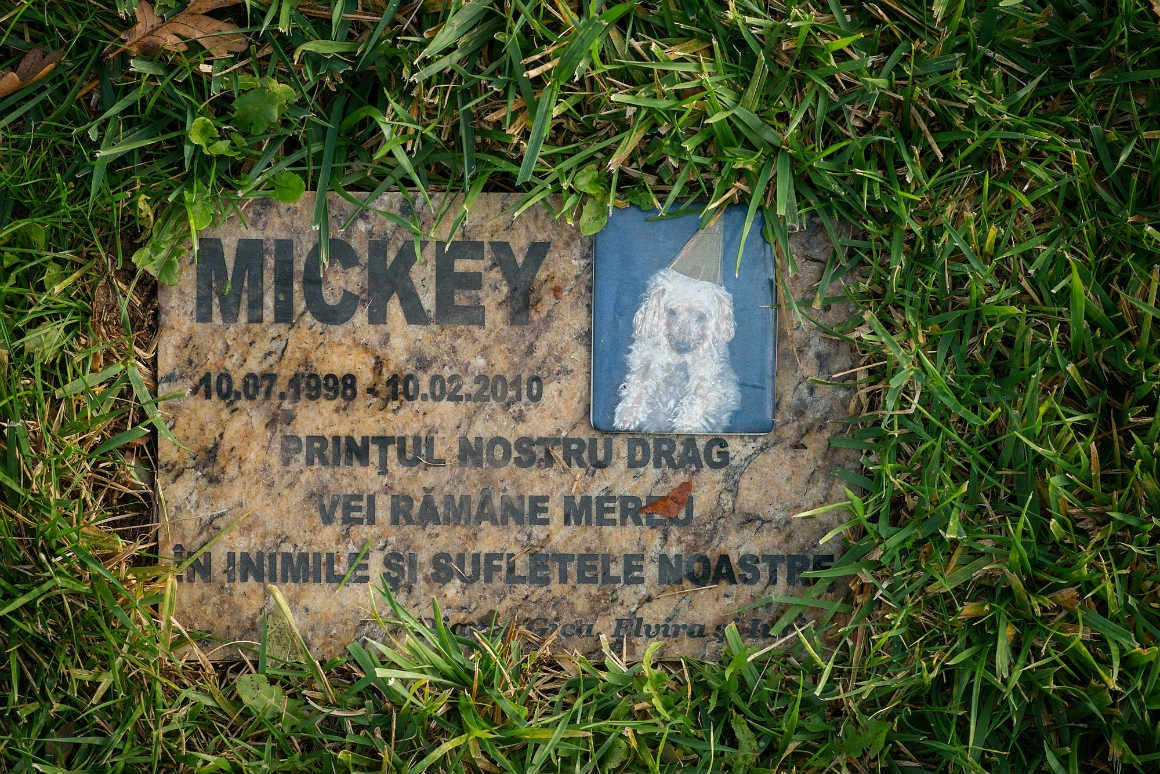 MICKEY
10.07.1998 - 10.02.2010
PRINŢUL NOSTRU DRAG
VEI RĂMÂNE MEREU
ÎN INIMILE ŞI SUFLETELE NOASTRE
Gica, Elvira